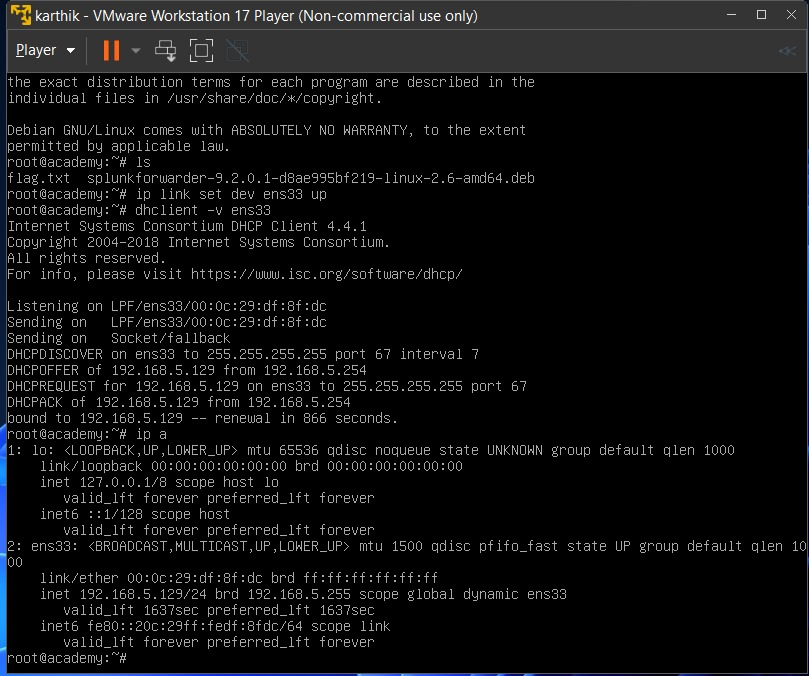 karthik - VMware Workstation 17 Player (Non-commercial use only)
Player
the exact distribution terms for each program are described in the
individual files in /usr/share/doc/*/copyright.
Debian GNU/Linux comes with ABSOLUTELY NO WARRANTY, to the extent
permitted by applicable law.
root@academy:~# ls
flag.txt  splunkforwarder-9.2.0.1-d8ae995bf219-linux-2.6-amd64.deb
root@academy:~# ip link set dev ens33 up
root@academy:~# dhclient -v ens33
Internet Systems Consortium DHCP Client 4.4.1
Copyright 2004-2018 Internet Systems Consortium.
All rights reserved.
For info, please visit https://www.isc.org/software/dhcp/
Listening on LPF/ens33/00:0c:29:df:8f:dc
Sending on   LPF/ens33/00:0c:29:df:8f:dc
Sending on   Socket/fallback
DHCPDISCOVER on ens33 to 255.255.255.255 port 67 interval 7
DHCPOFFER of 192.168.5.129 from 192.168.5.254
DHCPREQUEST for 192.168.5.129 on ens33 to 255.255.255.255 port 67
DHCPACK of 192.168.5.129 from 192.168.5.254
bound to 192.168.5.129 -- renewal in 866 seconds.
root@academy:~# ip a
1: lo: <LOOPBACK,UP,LOWER_UP> mtu 65536 qdisc noqueue state UNKNOWN group default qlen 1000
    link/loopback 00:00:00:00:00:00 brd 00:00:00:00:00:00
    inet 127.0.0.1/8 scope host lo
       valid_lft forever preferred_lft forever
    inet6 ::1/128 scope host
       valid_lft forever preferred_lft forever
2: ens33: <BROADCAST,MULTICAST,UP,LOWER_UP> mtu 1500 qdisc pfifo_fast state UP group default qlen 10
00
    link/ether 00:0c:29:df:8f:dc brd ff:ff:ff:ff:ff:ff
    inet 192.168.5.129/24 brd 192.168.5.255 scope global dynamic ens33
       valid_lft 1637sec preferred_lft 1637sec
    inet6 fe80::20c:29ff:fedf:8fdc/64 scope link
       valid_lft forever preferred_lft forever
root@academy:~#